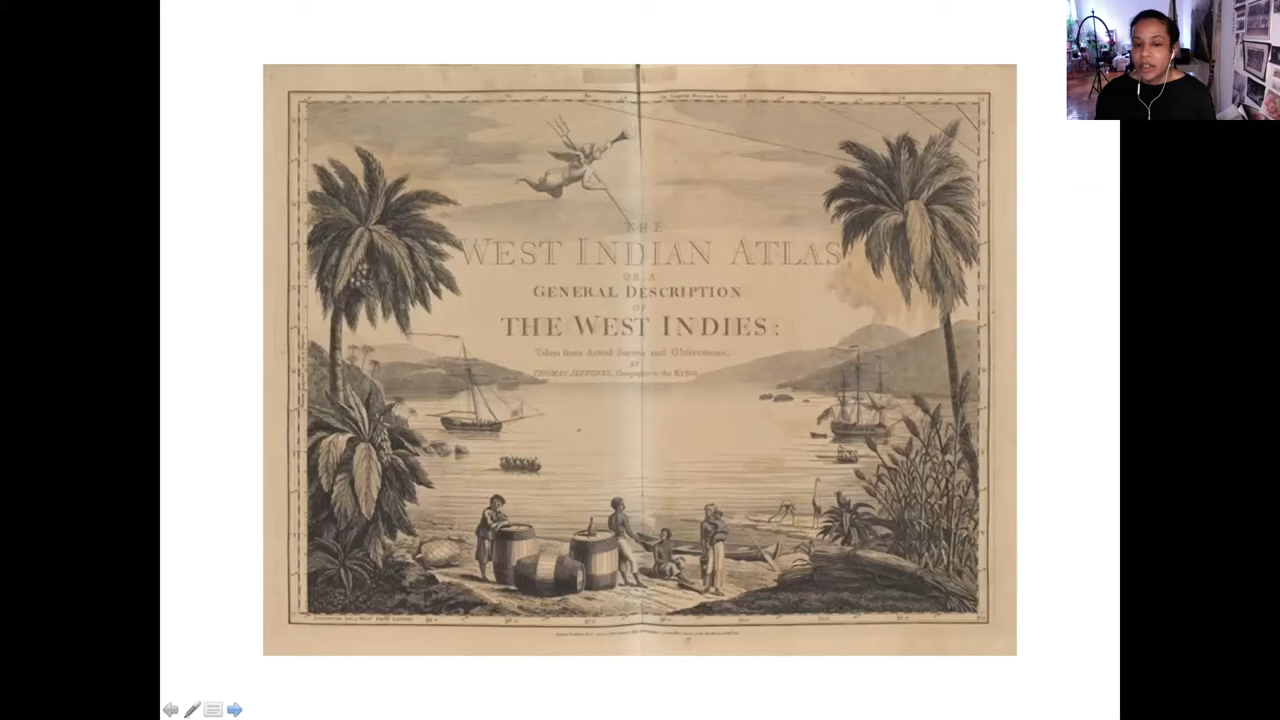 THE
WEST INDIAN ATLAS
OR, A
GENERAL DESCRIPTION
OF
THE WEST INDIES:
Taken from Actual Surveys and Observations.
BY
THOMAS JEFFERYS, Geographer to the KING.